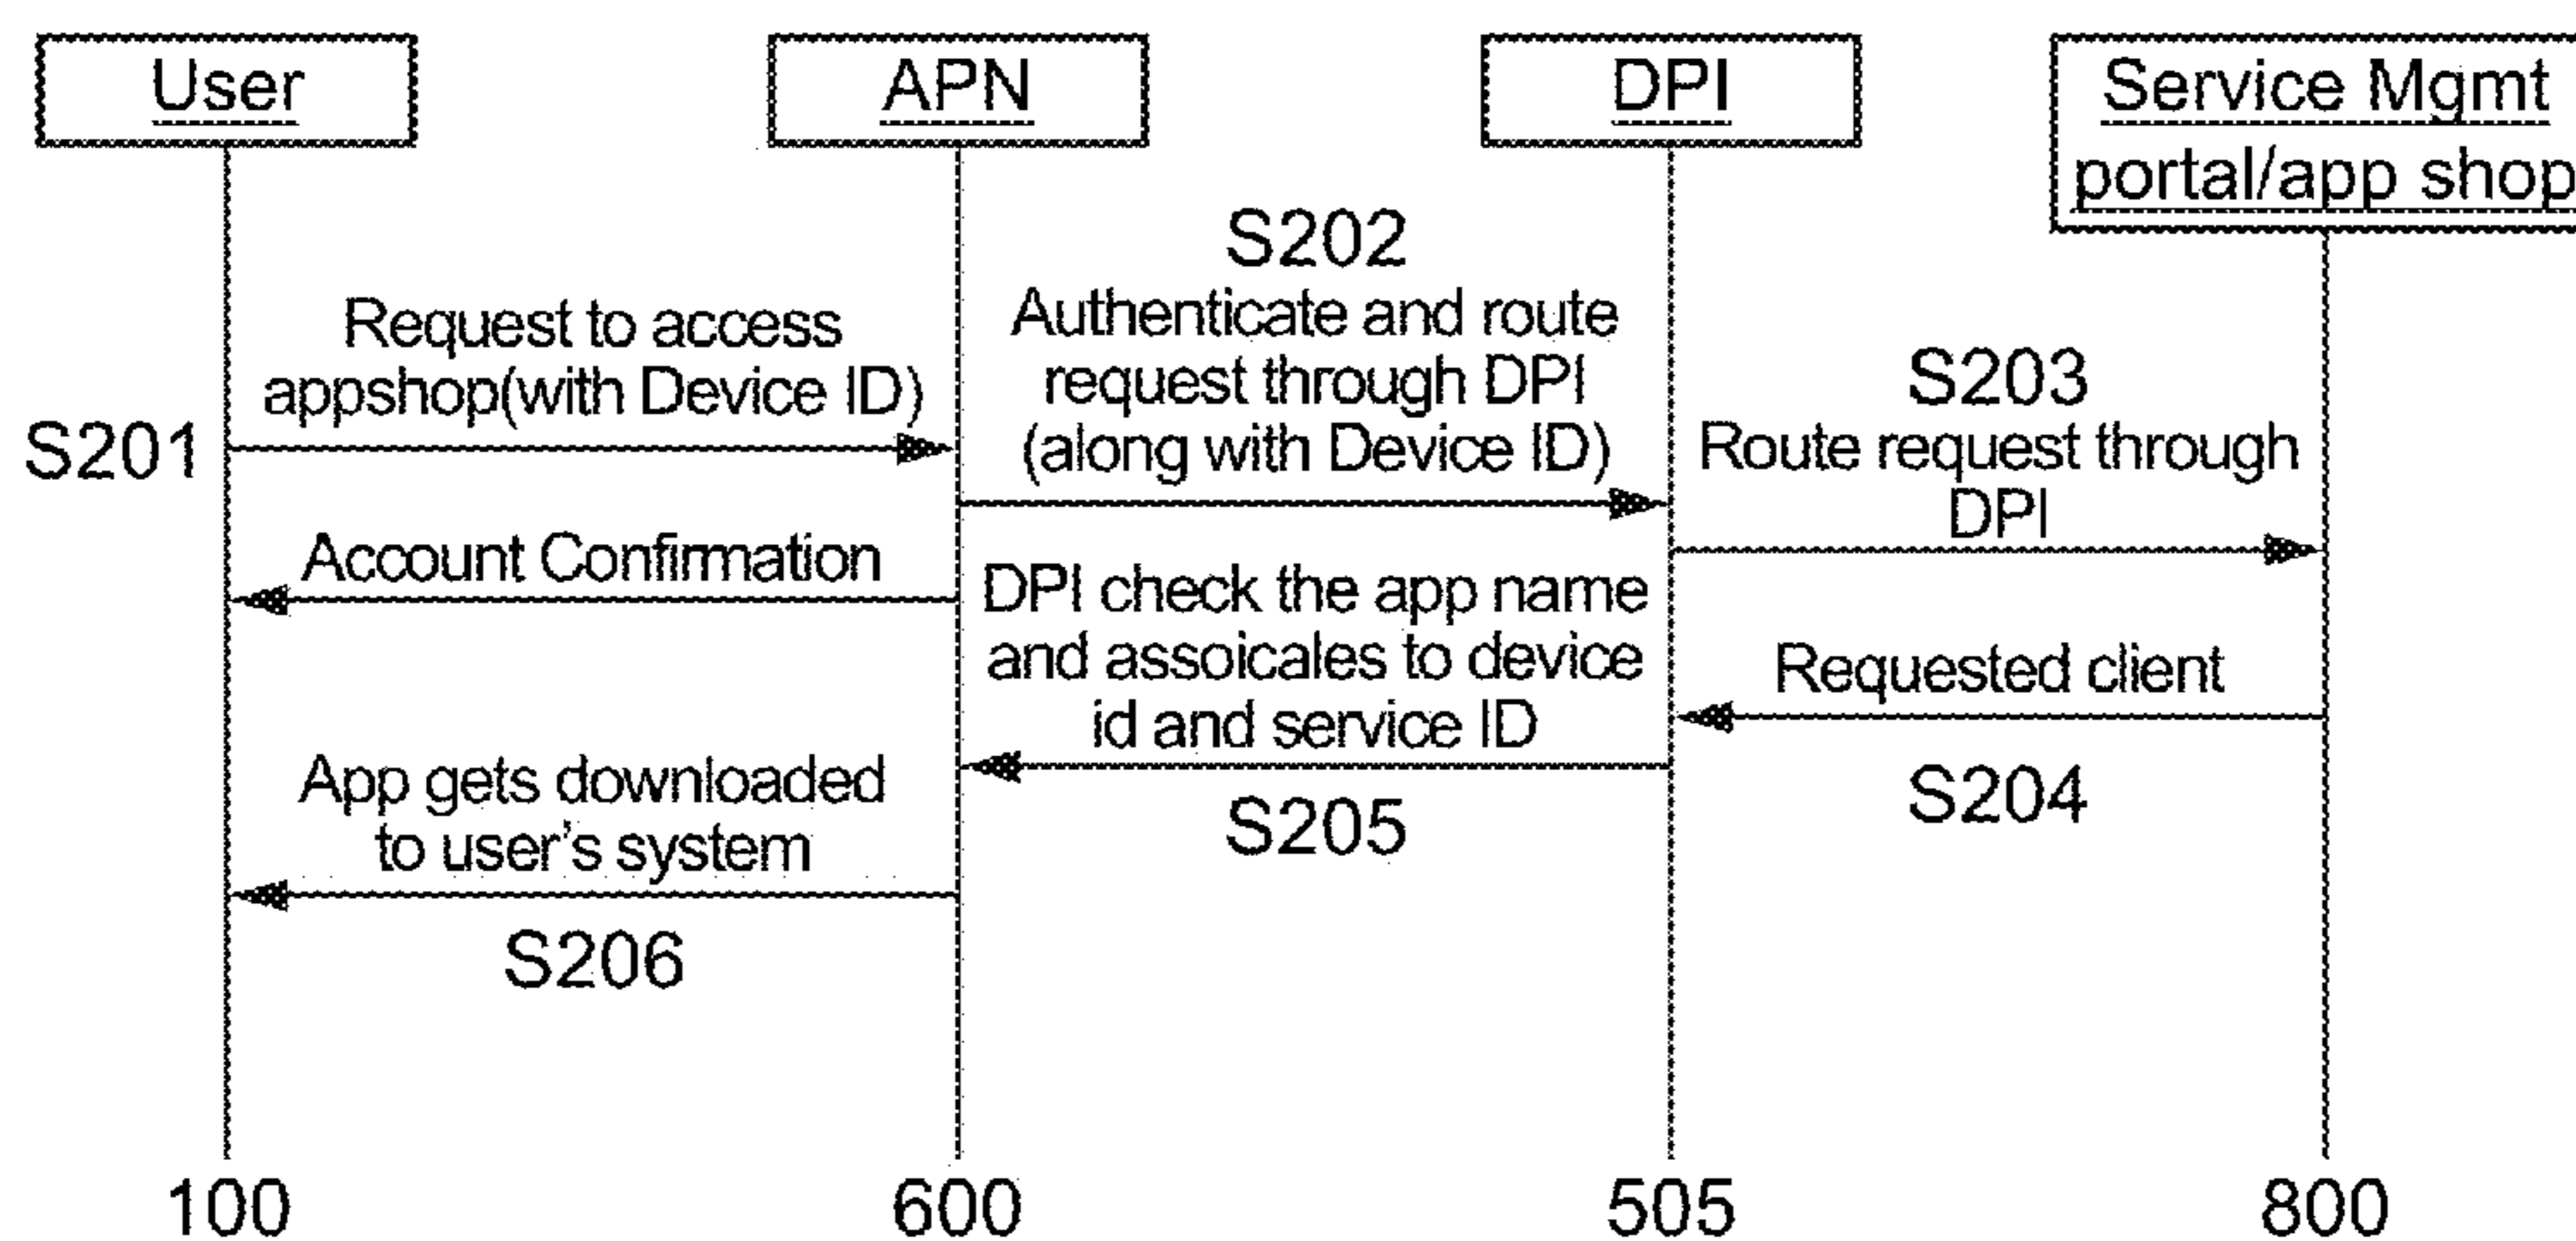 User
APN
DPI
Service Mgmt
portal/app shop
S202
Request to access
appshop(with Device ID)
S201
Authenticate and route
request through DPI
(along with Device ID)
S203
Route request through
DPI
Account Confirmation
DPI check the app name
and assoicales to device
id and service ID
Requested client
S204
S205
App gets downloaded
to user's system
S206
100
600
505
800